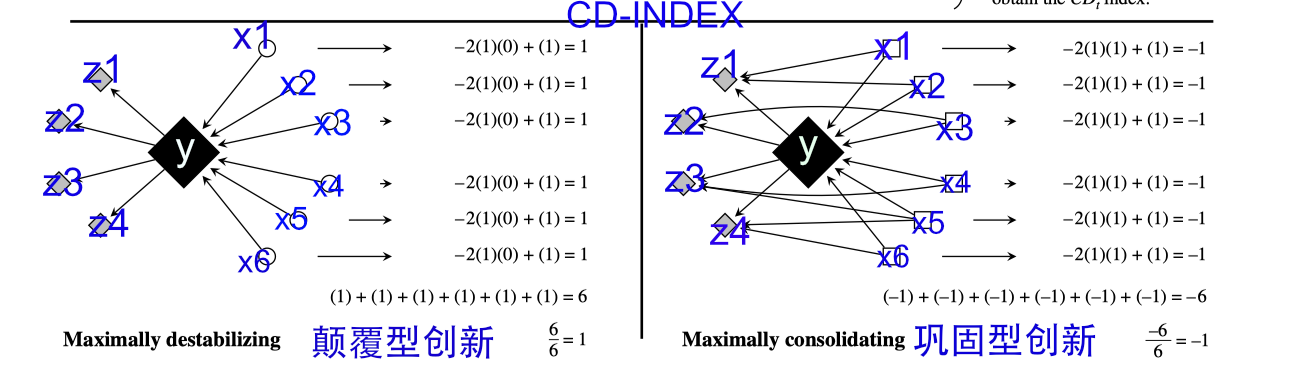 obtain the CDt index.
CD-INDEX
x1 −2(1)(0) + (1) = 1
z1 x2 −2(1)(0) + (1) = 1
z2 x3 −2(1)(0) + (1) = 1
y
z3 x4 −2(1)(0) + (1) = 1
z4 x5 −2(1)(0) + (1) = 1
x6 −2(1)(0) + (1) = 1
(1) + (1) + (1) + (1) + (1) + (1) = 6
Maximally destabilizing 颠覆型创新 6/6 = 1
x1 −2(1)(1) + (1) = −1
z1 x2 −2(1)(1) + (1) = −1
z2 x3 −2(1)(1) + (1) = −1
y
z3 x4 −2(1)(1) + (1) = −1
z4 x5 −2(1)(1) + (1) = −1
x6 −2(1)(1) + (1) = −1
(−1) + (−1) + (−1) + (−1) + (−1) + (−1) = −6
Maximally consolidating 巩固型创新 −6/6 = −1